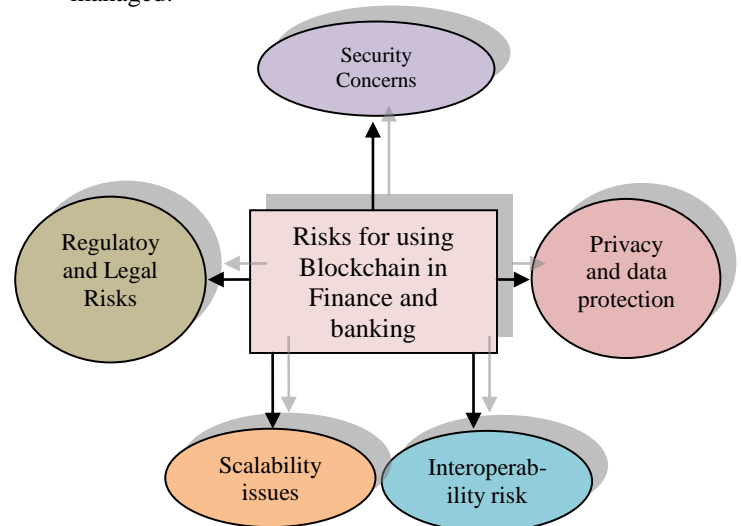 managed.
Security
Concerns
Regulatoy
and Legal
Risks
Risks for using
Blockchain in
Finance and
banking
Privacy
and data
protection
Scalability
issues
Interoperab-
ility risk